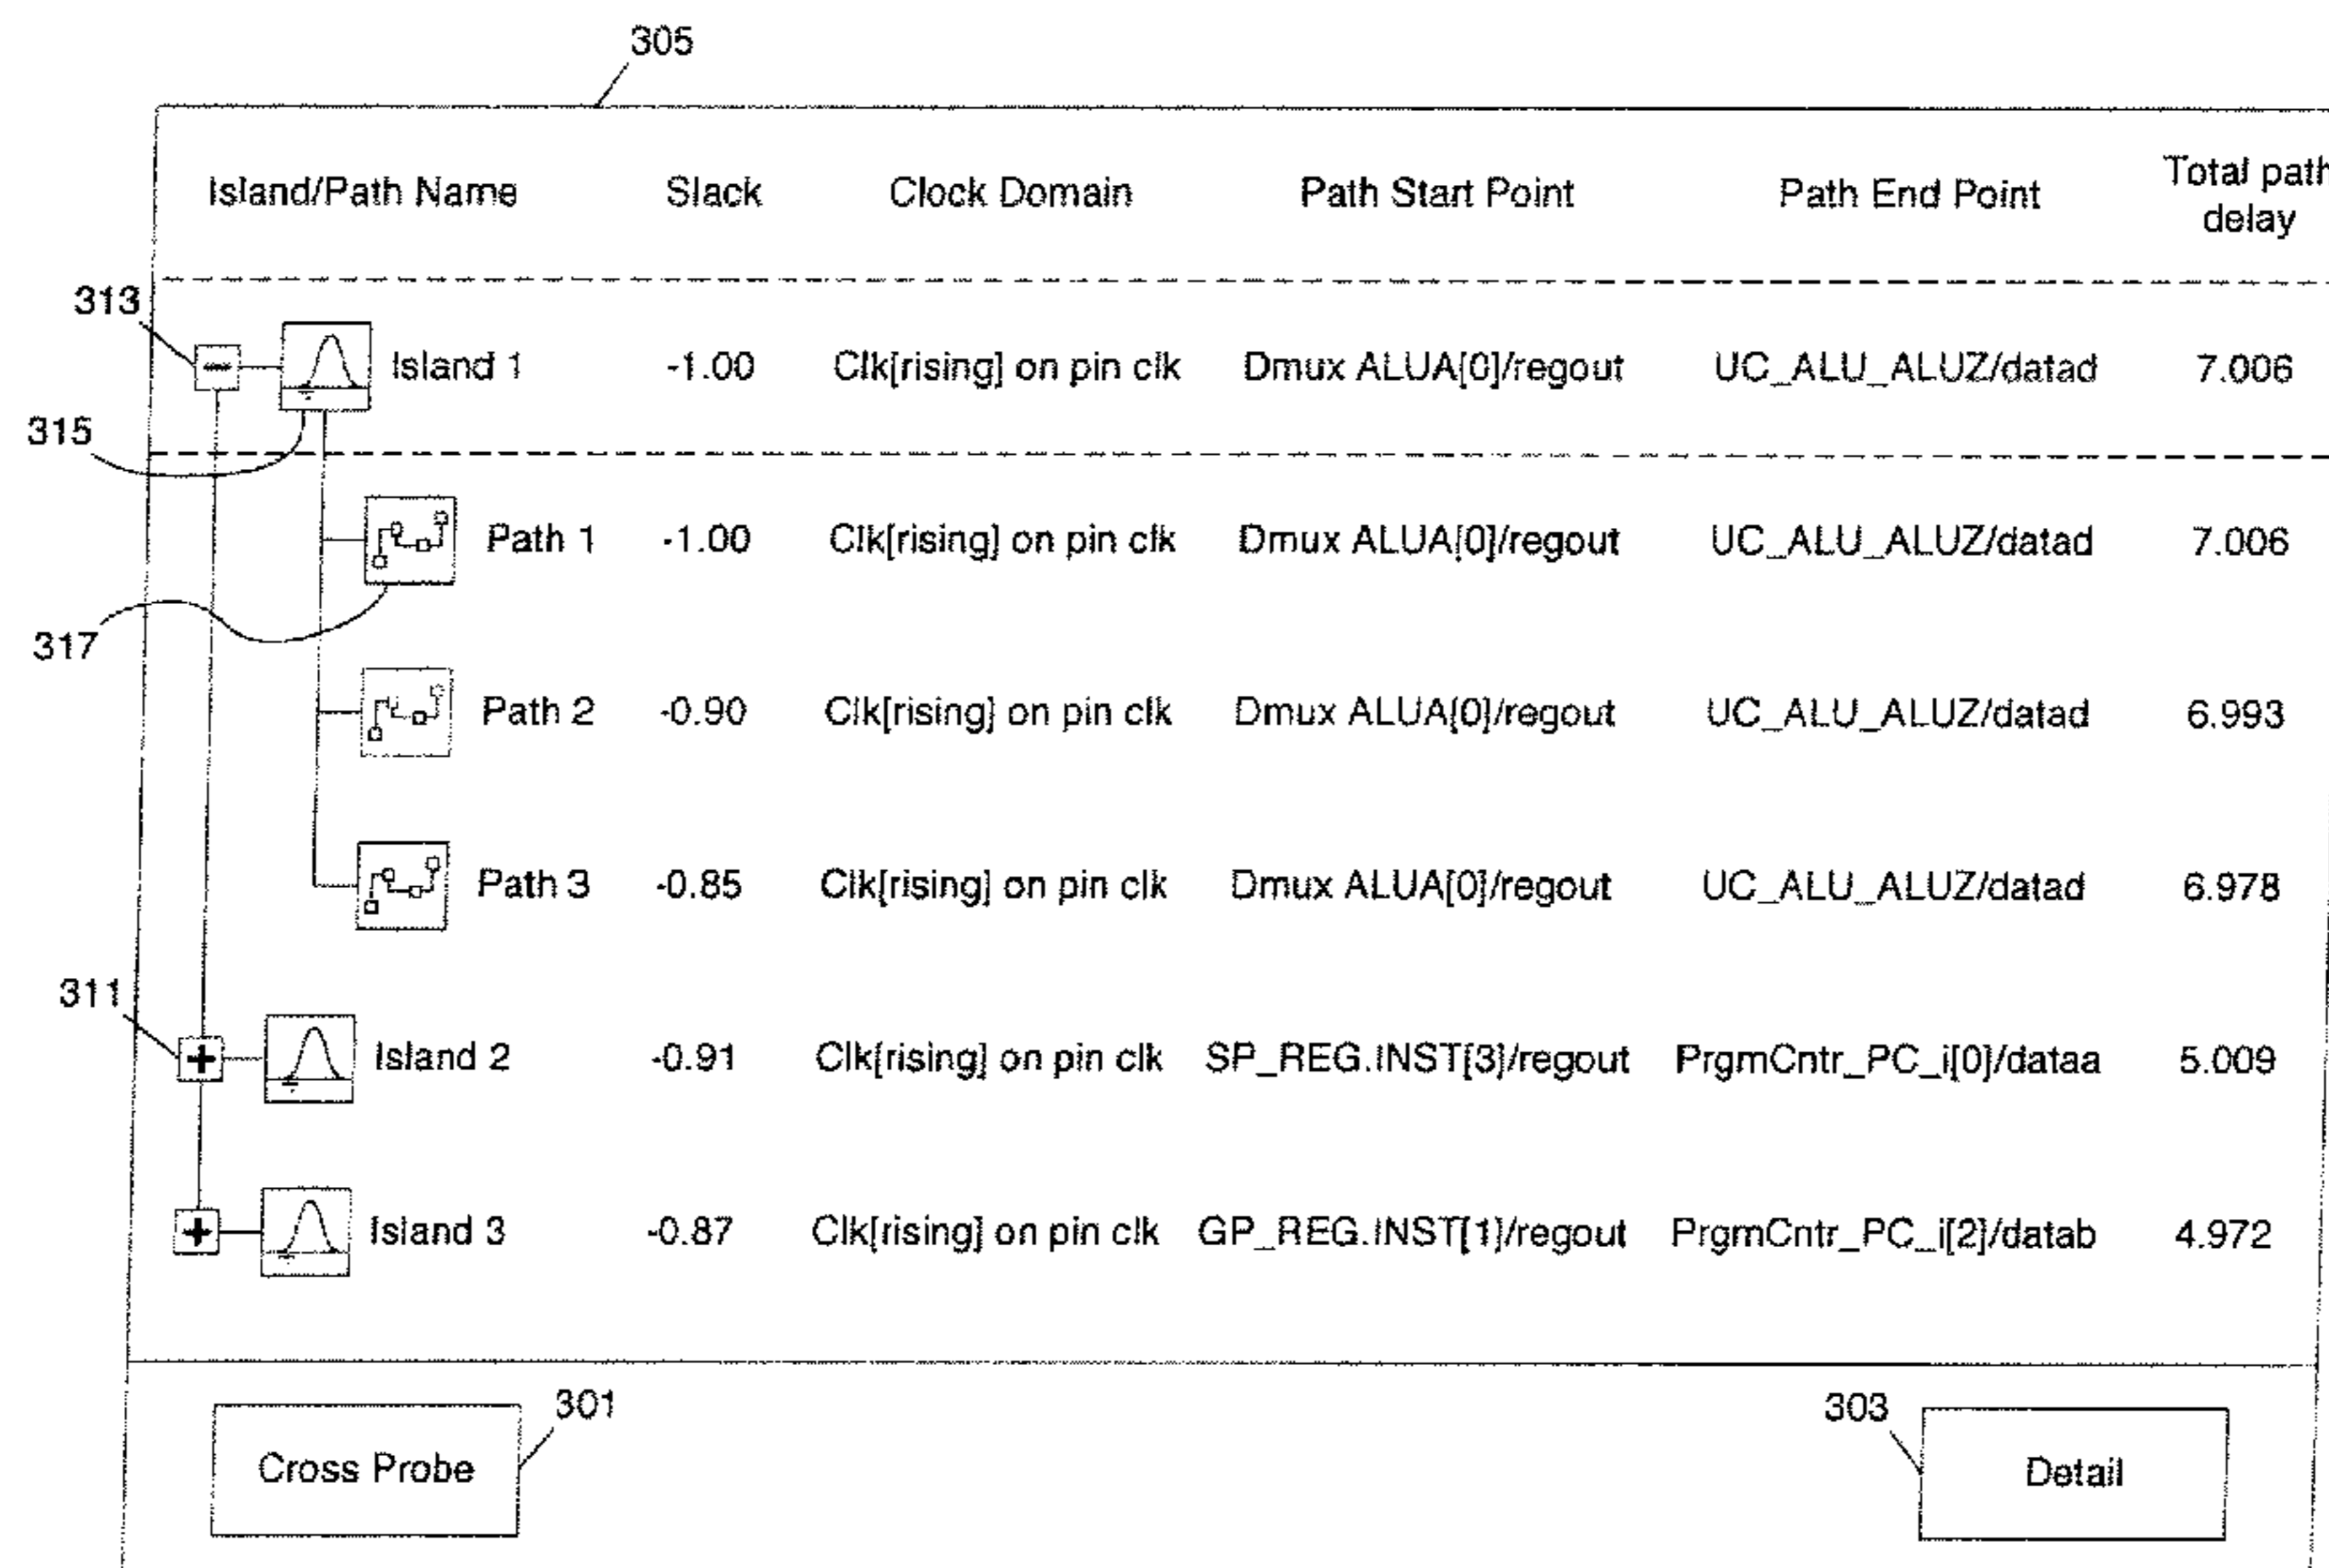 305
Island/Path Name Slack Clock Domain Path Start Point Path End Point Total path delay
313
Island 1 -1.00 Clk[rising] on pin clk Dmux ALUA[0]/regout UC_ALU_ALUZ/datad 7.006
315
Path 1 -1.00 Clk[rising] on pin clk Dmux ALUA[0]/regout UC_ALU_ALUZ/datad 7.006
317
Path 2 -0.90 Clk[rising] on pin clk Dmux ALUA[0]/regout UC_ALU_ALUZ/datad 6.993
Path 3 -0.85 Clk[rising] on pin clk Dmux ALUA[0]/regout UC_ALU_ALUZ/datad 6.978
311
Island 2 -0.91 Clk[rising] on pin clk SP_REG.INST[3]/regout PrgmCntr_PC_i[0]/dataa 5.009
Island 3 -0.87 Clk[rising] on pin clk GP_REG.INST[1]/regout PrgmCntr_PC_i[2]/datab 4.972
301
303
Cross Probe Detail